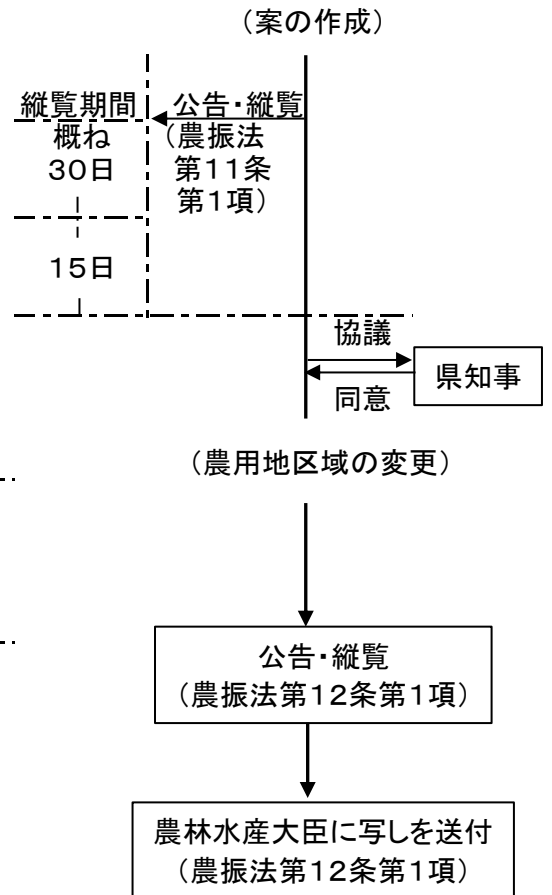 （案の作成）
縦覧期間
概ね
30日
15日
公告・縦覧
（農振法
第11条
第1項）
協議
県知事
同意
（農用地区域の変更）
公告・縦覧
（農振法第12条第1項）
農林水産大臣に写しを送付
（農振法第12条第1項）